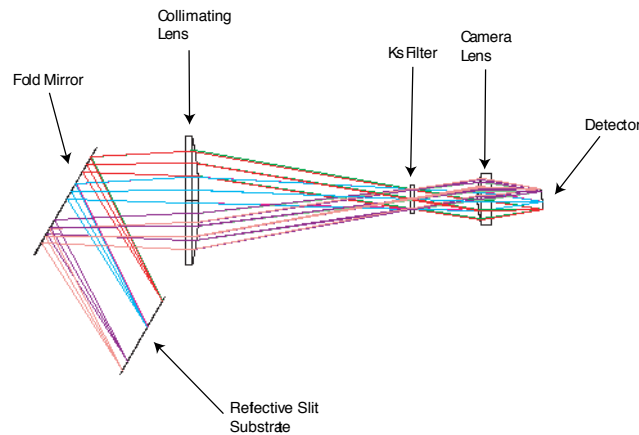 Collimating
Lens
Camera
Lens
Ks Filter
Fold Mirror
Detector
Refective Slit
Substrate